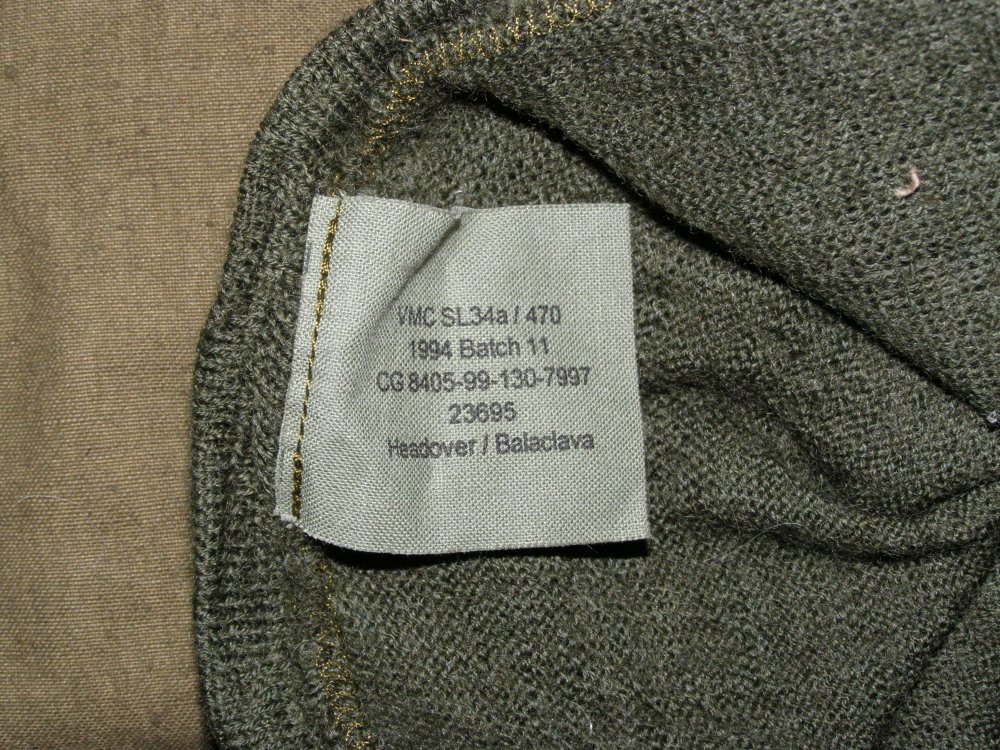 VMC SL34a / 470
1994 Batch 11
CG 8405-99-130-7997
23695
Headover / Balaclava